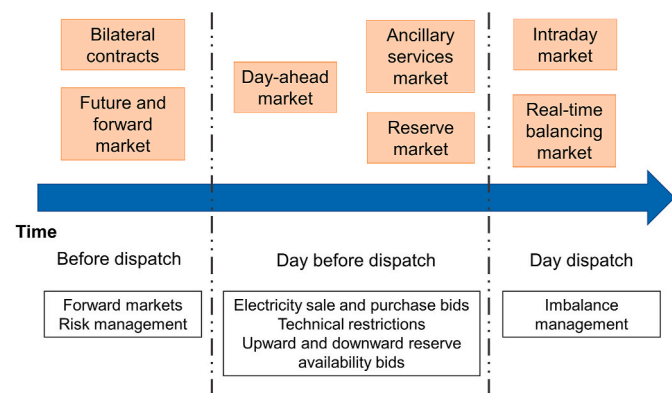 Bilateral
contracts
Future and
forward
market
Day-ahead
market
Ancillary
services
market
Reserve
market
Intraday
market
Real-time
balancing
market
Time
Before dispatch
Day before dispatch
Day dispatch
Forward markets
Risk management
Electricity sale and purchase bids
Technical restrictions
Upward and downward reserve
availability bids
Imbalance
management